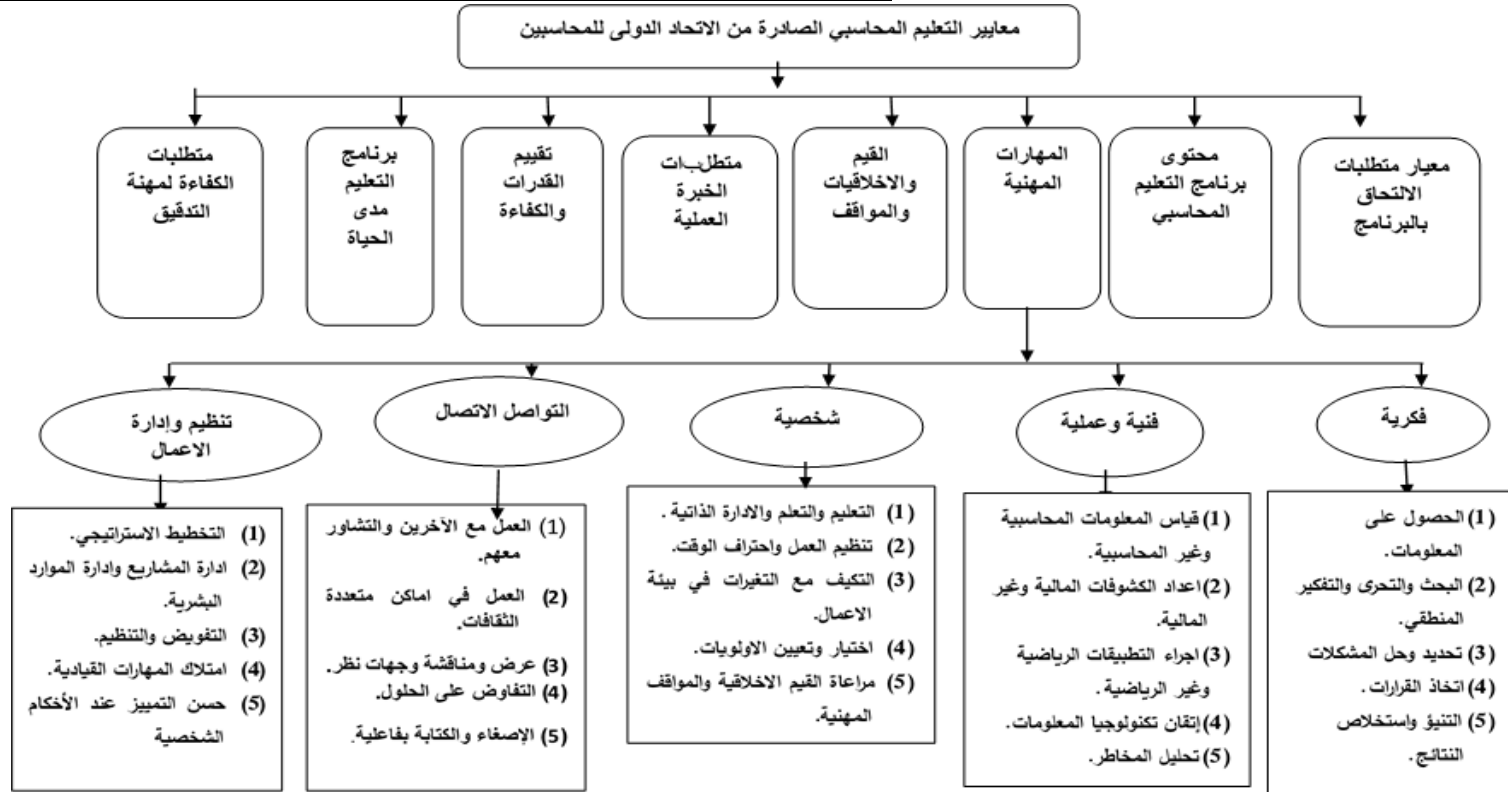 معايير التعليم المحاسبي الصادرة من الاتحاد الدولى للمحاسبين
معيار متطلبات
الالتحاق
بالبرنامج
محتوى
برنامج التعليم
المحاسبي
المهارات
المهنية
القيم
والاخلاقيات
والمواقف
متطلبات
الخبرة
العملية
تقييم
القدرات
والكفاءة
برنامج
التعليم
مدى
الحياة
متطلبات
الكفاءة لمهنة
التدقيق
فكرية
فنية وعملية
شخصية
التواصل الاتصال
تنظيم وإدارة
الاعمال
(1) الحصول على
المعلومات.
(2) البحث والتحرى والتفكير
المنطقي.
(3) تحديد وحل المشكلات
(4) اتخاذ القرارات.
(5) التنبؤ واستخلاص
النتائج.
(1) قياس المعلومات المحاسبية
وغير المحاسبية.
(2) اعداد الكشوفات المالية وغير
المالية.
(3) اجراء التطبيقات الرياضية
وغير الرياضية.
(4) إتقان تكنولوجيا المعلومات.
(5) تحليل المخاطر.
(1) التعليم والتعلم والادارة الذاتية.
(2) تنظيم العمل واحتراف الوقت.
(3) التكيف مع التغيرات في بيئة
الاعمال.
(4) اختيار وتعيين الاولويات.
(5) مراعاة القيم الاخلاقية والمواقف
المهنية.
(1) العمل مع الآخرين والتشاور
معهم.
(2) العمل في اماكن متعددة
الثقافات.
(3) عرض ومناقشة وجهات نظر.
(4) التفاوض على الحلول.
(5) الإصغاء والكتابة بفاعلية.
(1) التخطيط الاستراتيجي.
(2) ادارة المشاريع وإدارة الموارد
البشرية.
(3) التفويض والتنظيم.
(4) امتلاك المهارات القيادية.
(5) حسن التمييز عند الأخكام
الشخصية